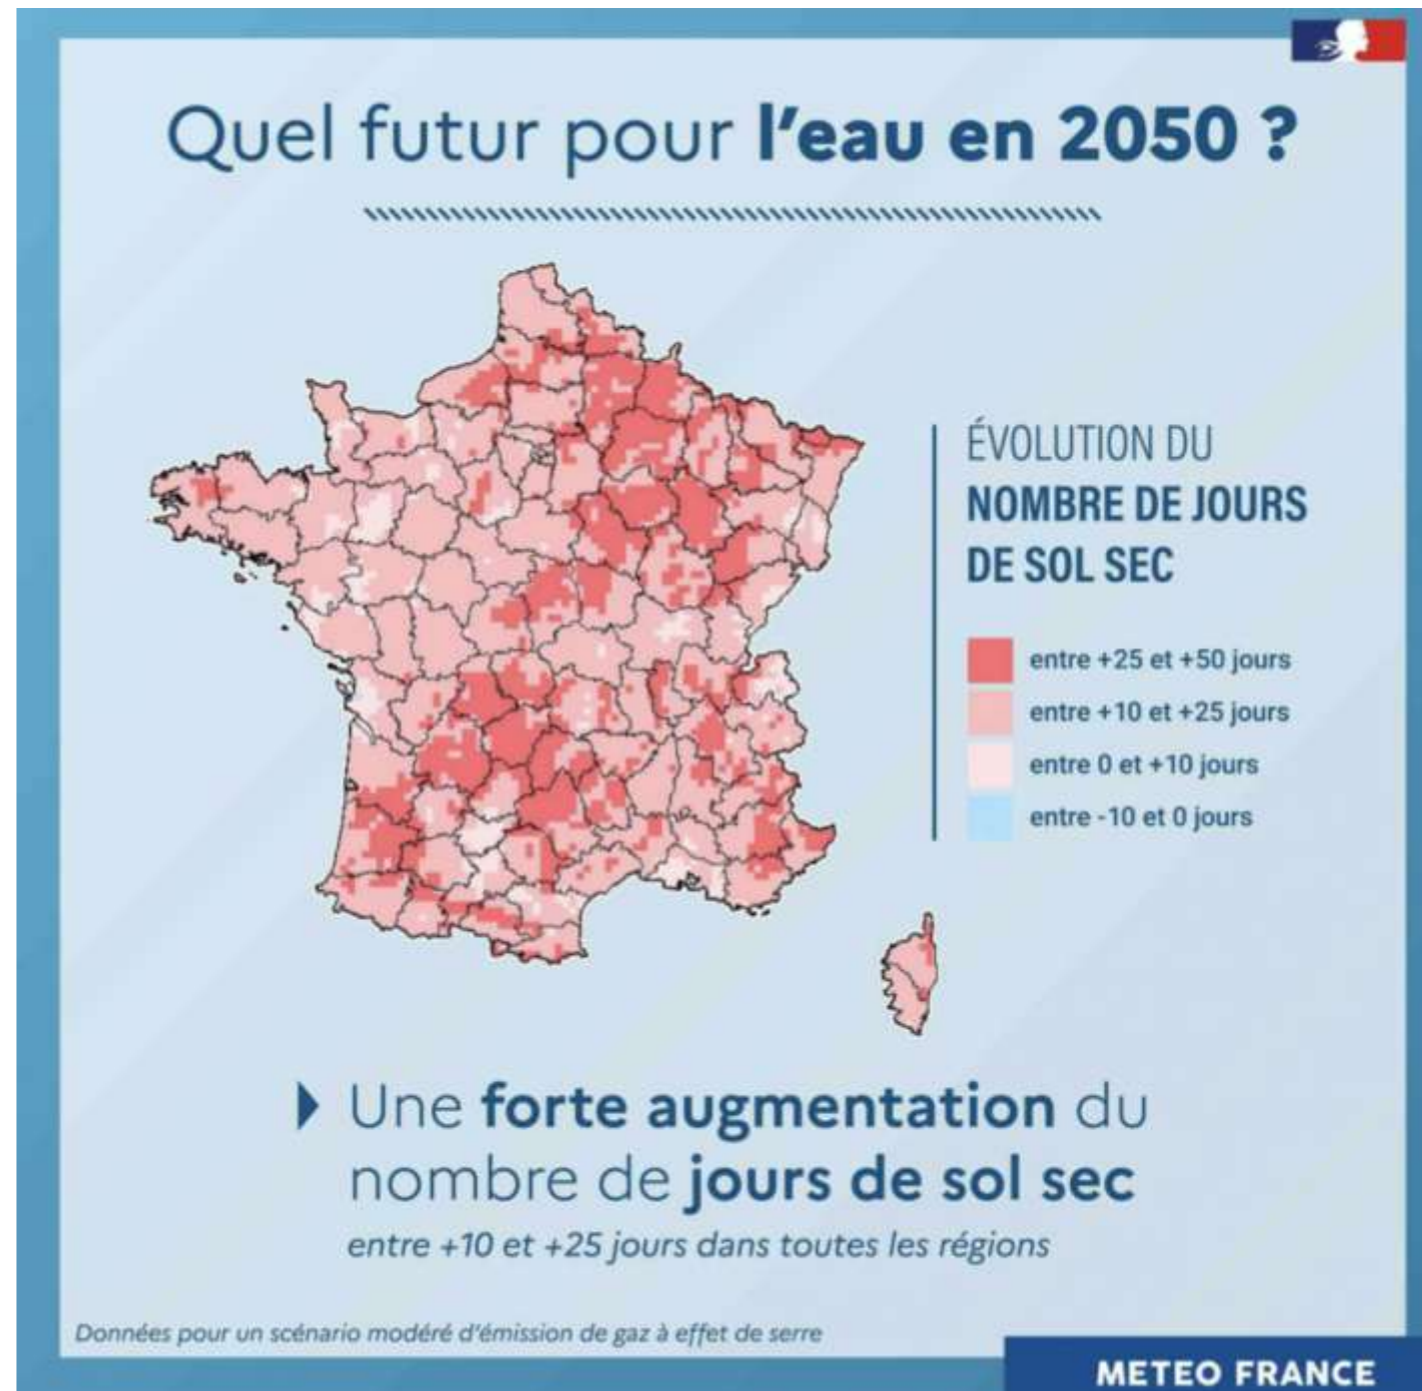 Quel futur pour l'eau en 2050 ?
ÉVOLUTION DU
NOMBRE DE JOURS
DE SOL SEC
entre +25 et +50 jours
entre +10 et +25 jours
entre 0 et +10 jours
entre -10 et 0 jours
Une forte augmentation du
nombre de jours de sol sec
entre +10 et +25 jours dans toutes les régions
Données pour un scénario modéré d'émission de gaz à effet de serre
METEO FRANCE